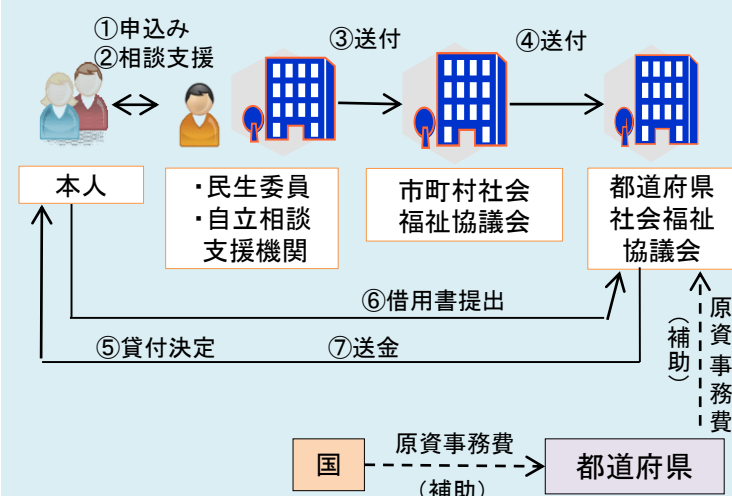 ①申込み
②相談支援
③送付
④送付
本人
・民生委員
・自立相談
支援機関
市町村社会
福祉協議会
都道府県
社会福祉
協議会
⑥借用書提出
⑤貸付決定
⑦送金
原資事務費
（補助）
国
原資事務費
（補助）
都道府県